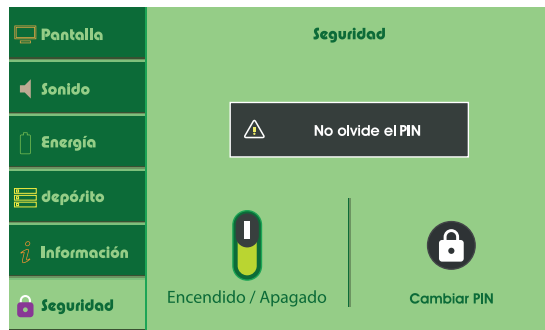 Pantalla
Sonido
Energía
depósito
Información
Seguridad
Seguridad
No olvide el PIN
Encendido / Apagado
Cambiar PIN